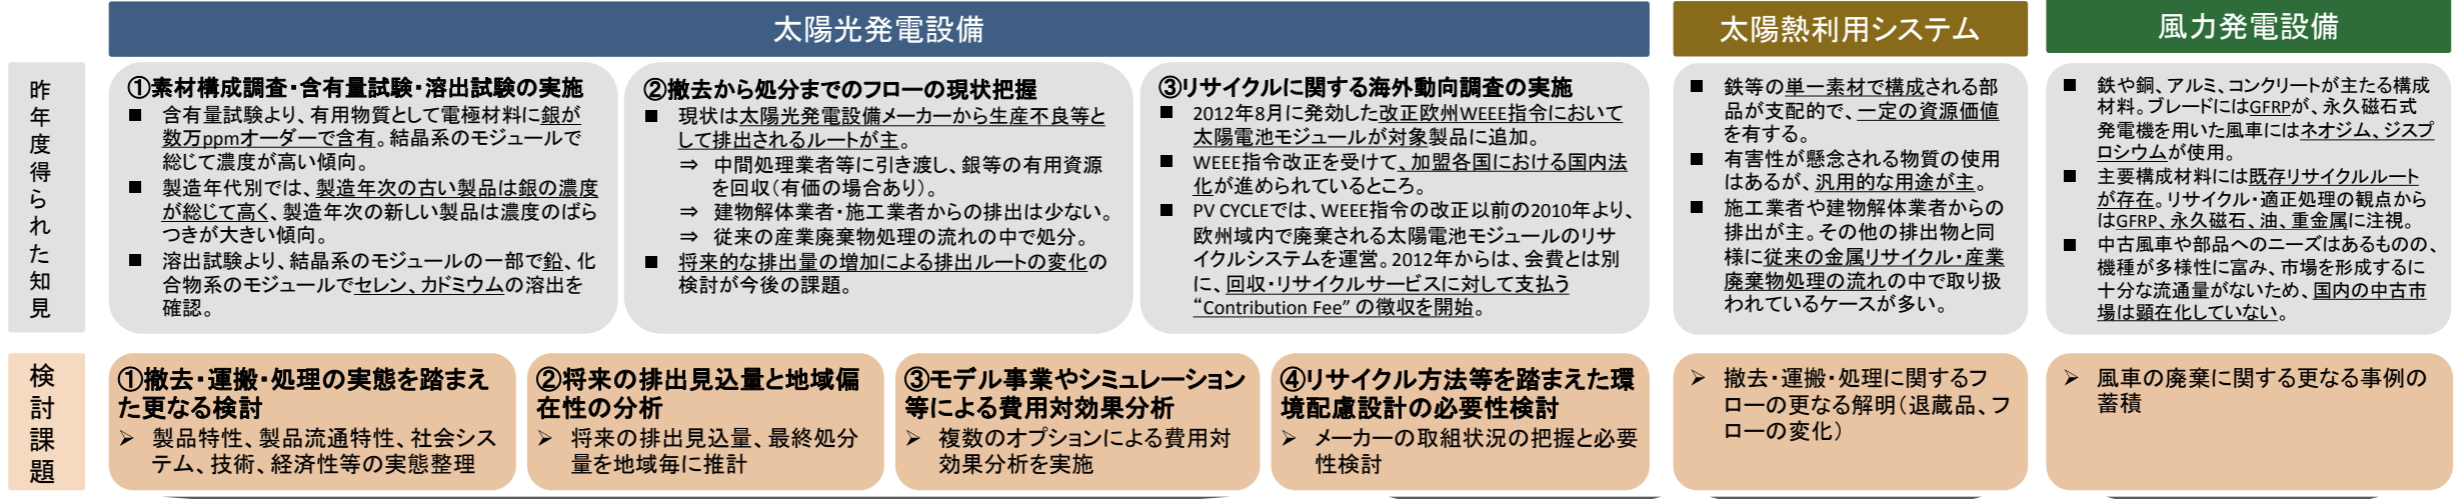 太陽光発電設備
太陽熱利用システム
風力発電設備
昨年度得られた知見
①素材構成調査・含有量試験・溶出試験の実施
■ 含有量試験より、有用物質として電極材料に銀が
数万ppmオーダーで含有。結晶系のモジュールで
総じて濃度が高い傾向。
■ 製造年代別では、製造年次の古い製品は銀の濃度
が総じて高く、製造年次の新しい製品は濃度のばら
つきが大きい傾向。
■ 溶出試験より、結晶系のモジュールの一部で鉛、化
合物系のモジュールでセレン、カドミウムの溶出を
確認。
②撤去から処分までのフローの現状把握
■ 現状は太陽光発電設備メーカーから生産不良等と
して排出されるルートが主。
⇒ 中間処理業者等に引き渡し、銀等の有用資源
を回収（有価の場合あり）。
⇒ 建物解体業者・施工業者からの排出は少ない。
⇒ 従来の産業廃棄物処理の流れの中で処分。
■ 将来的な排出量の増加による排出ルートの変化の
検討が今後の課題。
③リサイクルに関する海外動向調査の実施
■ 2012年8月に発効した改正欧州WEEE指令において
太陽電池モジュールが対象製品に追加。
■ WEEE指令改正を受けて、加盟各国における国内法
化が進められているところ。
■ PV CYCLEでは、WEEE指令の改正以前の2010年より、
欧州域内で廃棄される太陽電池モジュールのリサ
イクルシステムを運営。2012年からは、会費とは別
に、回収・リサイクルサービスに対して支払う
“Contribution Fee” の徴収を開始。
■ 鉄等の単一素材で構成される部
品が支配的で、一定の資源価値
を有する。
■ 有害性が懸念される物質の使用
はあるが、汎用的な用途が主。
■ 施工業者や建物解体業者からの
排出が主。その他の排出物と同
様に従来の金属リサイクル・産業
廃棄物処理の流れの中で取り扱
われているケースが多い。
■ 鉄や銅、アルミ、コンクリートが主たる構成
材料。ブレードにはGFRPが、永久磁石式
発電機を用いた風車にはネオジム、ジスプ
ロシウムが使用。
■ 主要構成材料には既存リサイクルルート
が存在。リサイクル・適正処理の観点から
はGFRP、永久磁石、油、重金属に注視。
■ 中古風車や部品へのニーズはあるものの、
機種が多様性に富み、市場を形成するに
十分な流通量がないため、国内の中古市
場は顕在化していない。
検討課題
①撤去・運搬・処理の実態を踏まえ
た更なる検討
➢ 製品特性、製品流通特性、社会シス
テム、技術、経済性等の実態整理
②将来の排出見込量と地域偏
在性の分析
➢ 将来の排出見込量、最終処分
量を地域毎に推計
③モデル事業やシミュレーション
等による費用対効果分析
➢ 複数のオプションによる費用対
効果分析を実施
④リサイクル方法等を踏まえた環
境配慮設計の必要性検討
➢ メーカーの取組状況の把握と必要
性検討
➢ 撤去・運搬・処理に関するフ
ローの更なる解明（退蔵品、フ
ローの変化）
➢ 風車の廃棄に関する更なる事例の
蓄積